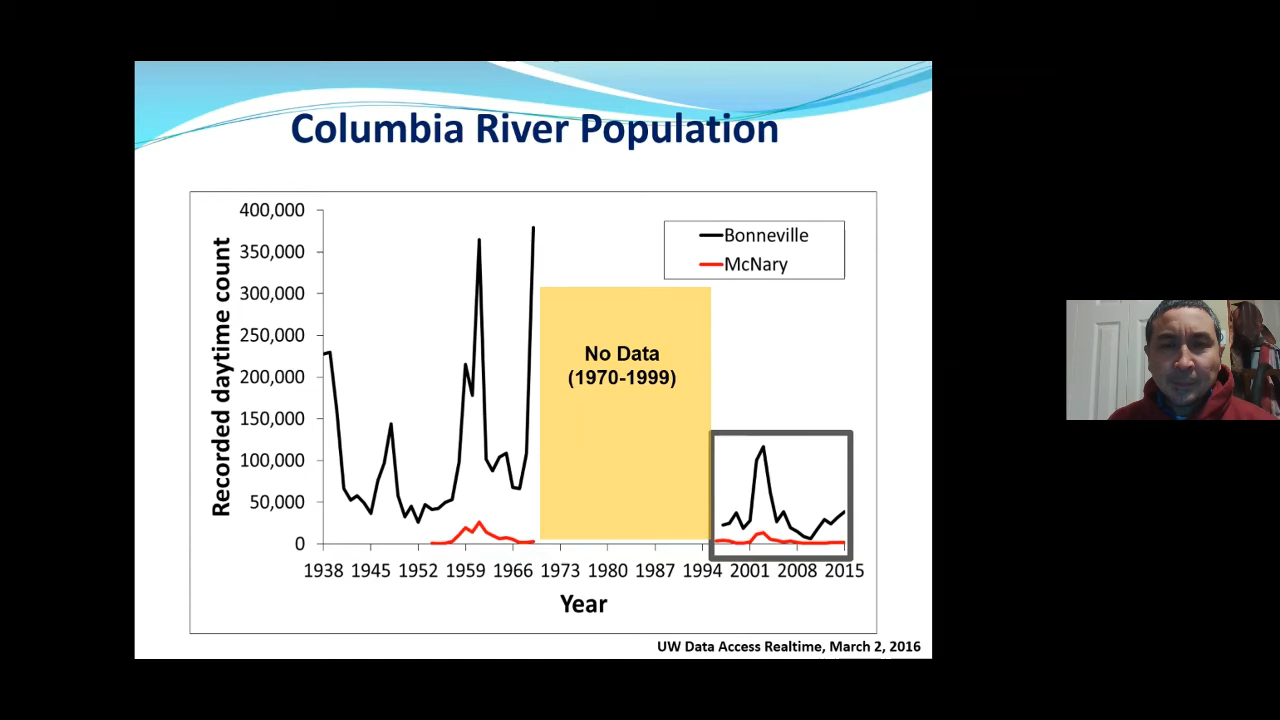 Columbia River Population
400,000
350,000
300,000
250,000
200,000
150,000
100,000
50,000
0
Recorded daytime count
Bonneville
McNary
No Data
(1970-1999)
1938 1945 1952 1959 1966 1973 1980 1987 1994 2001 2008 2015
Year
UW Data Access Realtime, March 2, 2016